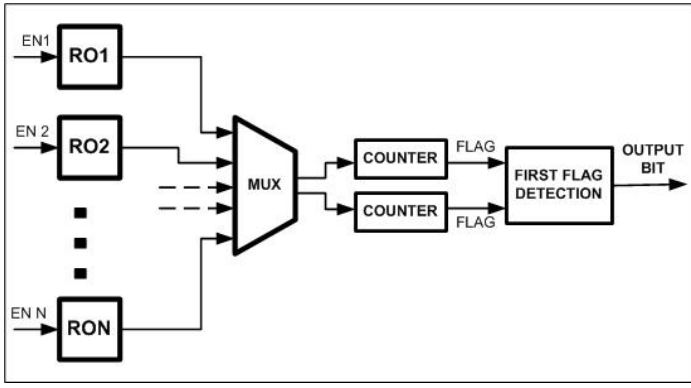 EN1
RO1
EN 2
RO2
EN N
RON
MUX
COUNTER
COUNTER
FLAG
FLAG
FIRST FLAG
DETECTION
OUTPUT
BIT